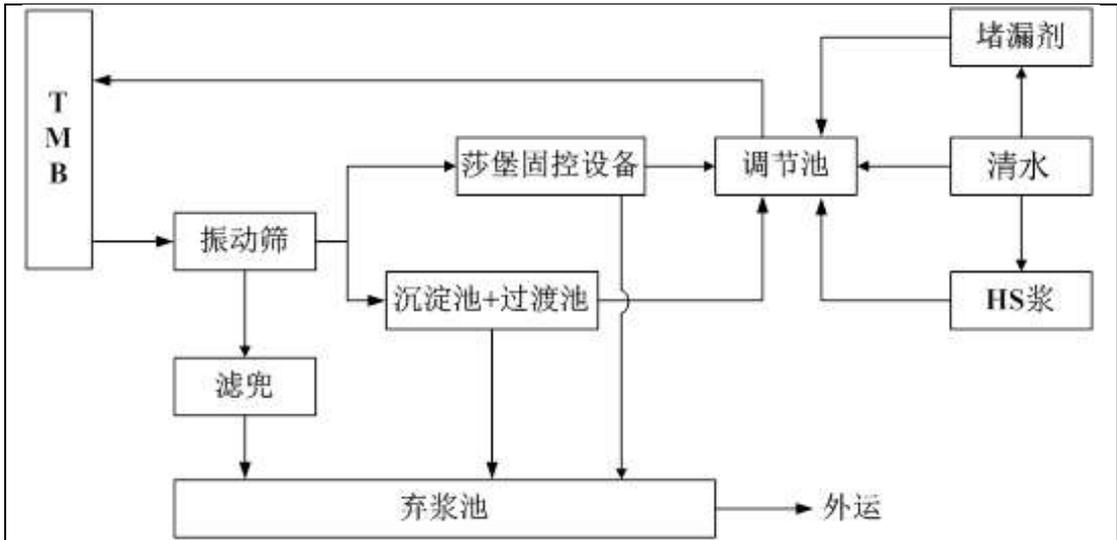 TMB
堵漏剂
莎堡固控设备
调节池
清水
振动筛
沉淀池+过渡池
HS浆
滤兜
弃浆池
外运